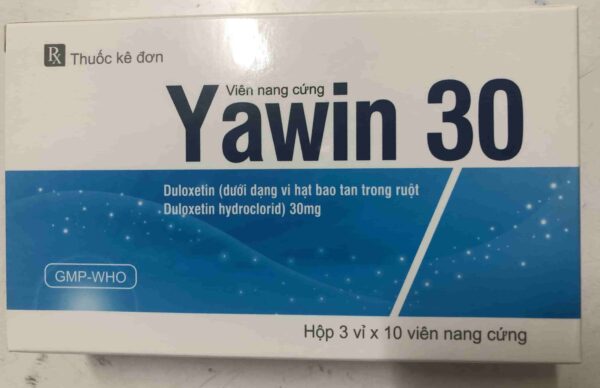 Rx Thuốc kê đơn
Viên nang cứng
Yawin 30
Duloxetin (dưới dạng vi hạt bao tan trong ruột
Duloxetin hydroclorid) 30mg
GMP-WHO
Hộp 3 vỉ x 10 viên nang cứng